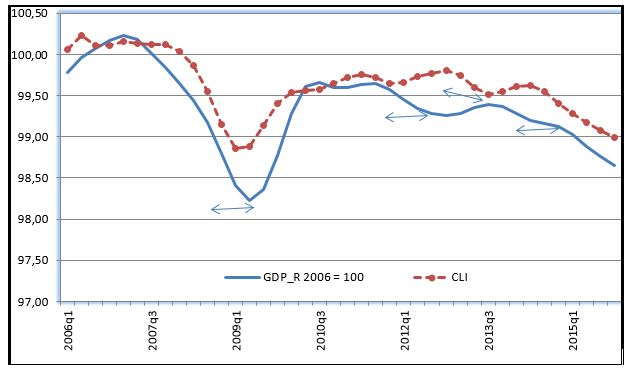 100,50
100,00
99,50
99,00
98,50
98,00
97,50
97,00
GDP_R 2006 = 100
CLI
2006q1
2007q3
2009q1
2010q3
2012q1
2013q3
2015q1